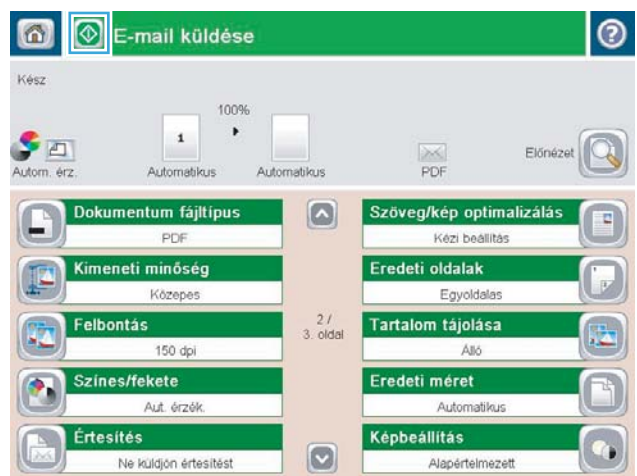 E-mail küldése
Kész
100%
1
Autom. érz.
Automatikus
Automatikus
PDF
Előnézet
Dokumentum fájltípus
PDF
Kimeneti minőség
Közepes
Felbontás
150 dpi
Színes/fekete
Aut. érzék.
Értesítés
Ne küldjön értesítést
2 /
3. oldal
Szöveg/kép optimalizálás
Kézi beállítás
Eredeti oldalak
Egyoldalas
Tartalom tájolása
Álló
Eredeti méret
Automatikus
Képbeállítás
Alapértelmezett